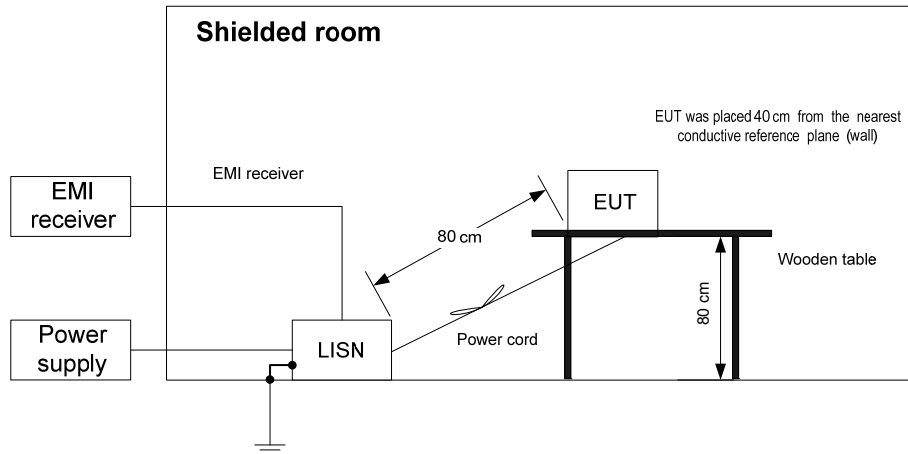 Shielded room
EUT was placed 40 cm from the nearest
conductive reference plane (wall)
EMI receiver
EMI
receiver
EUT
80 cm
Wooden table
80 cm
Power
supply
LISN
Power cord